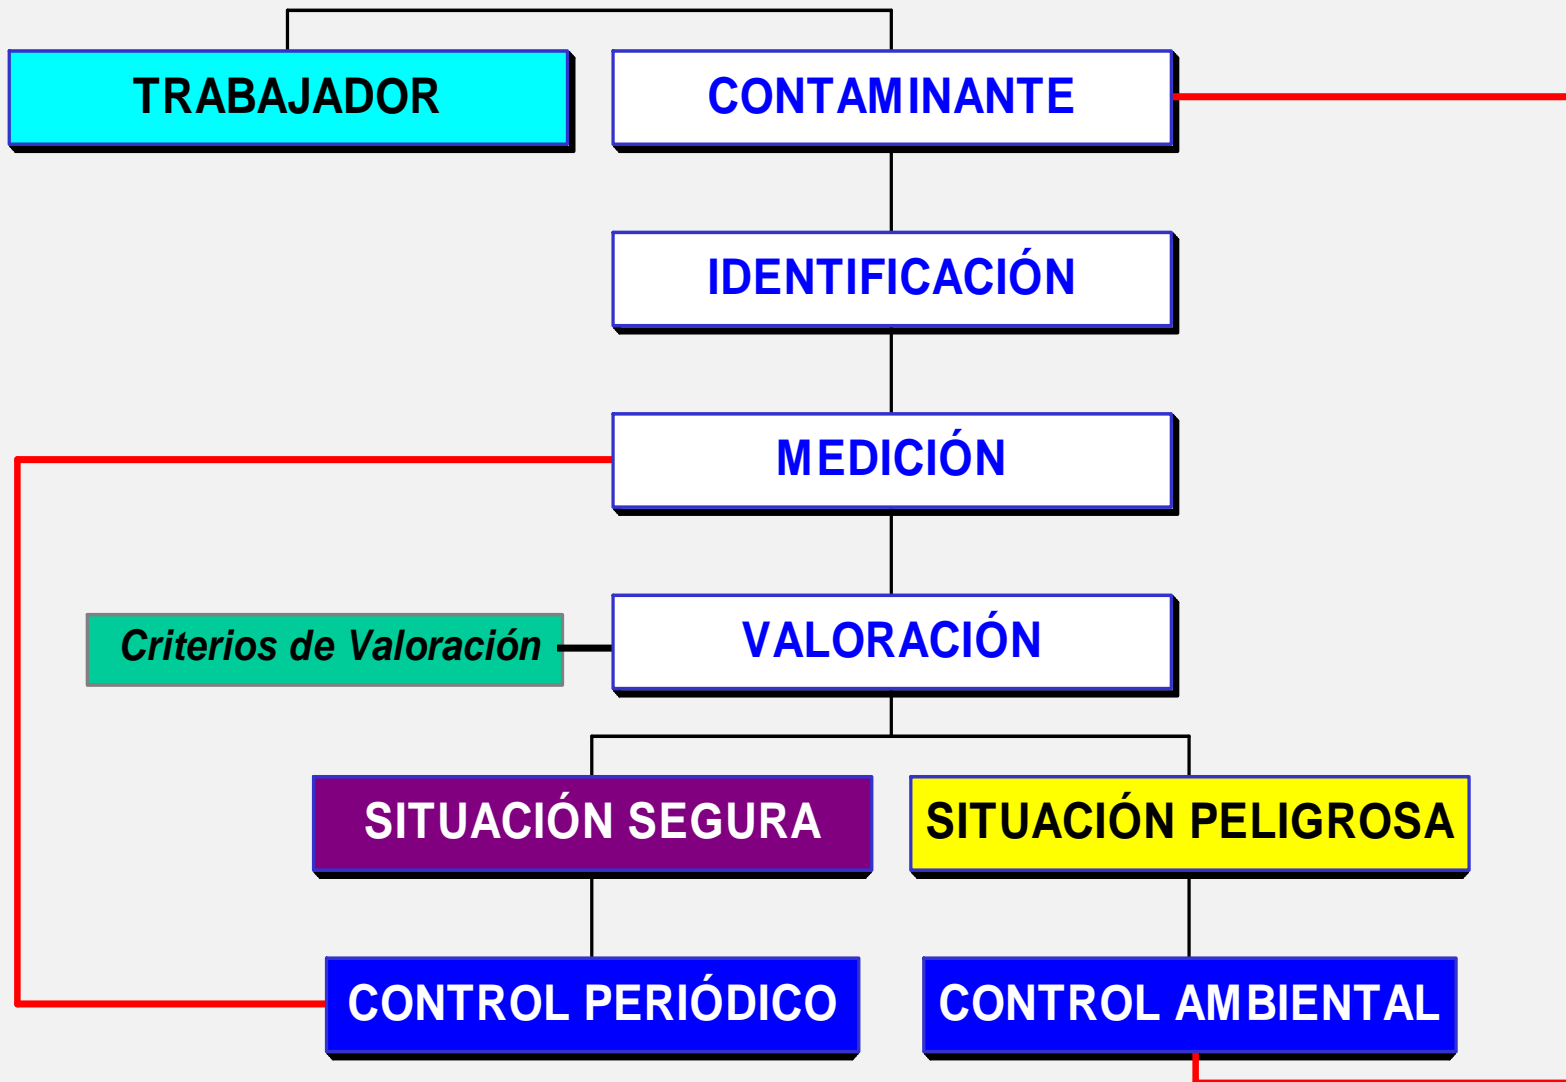 TRABAJADOR
CONTAMINANTE
IDENTIFICACIÓN
MEDICIÓN
Criterios de Valoración
VALORACIÓN
SITUACIÓN SEGURA
SITUACIÓN PELIGROSA
CONTROL PERIÓDICO
CONTROL AMBIENTAL